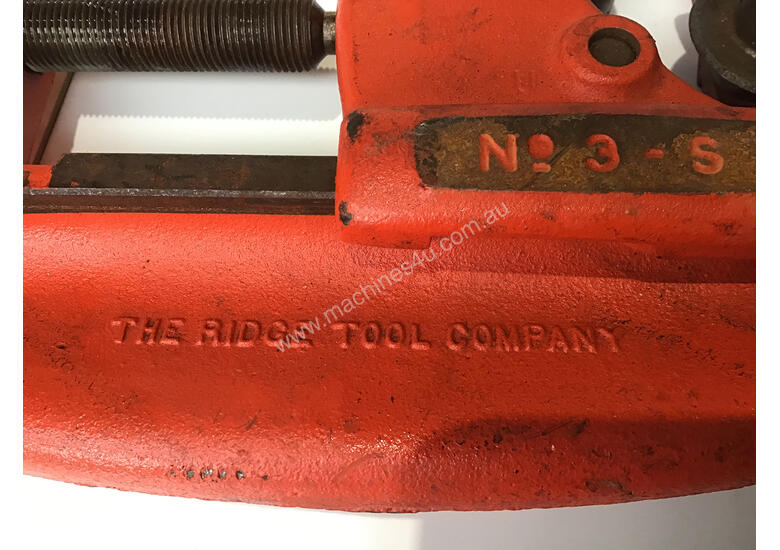 Nº 3 - S
www.machines4u.com.au
THE RIDGE TOOL COMPANY